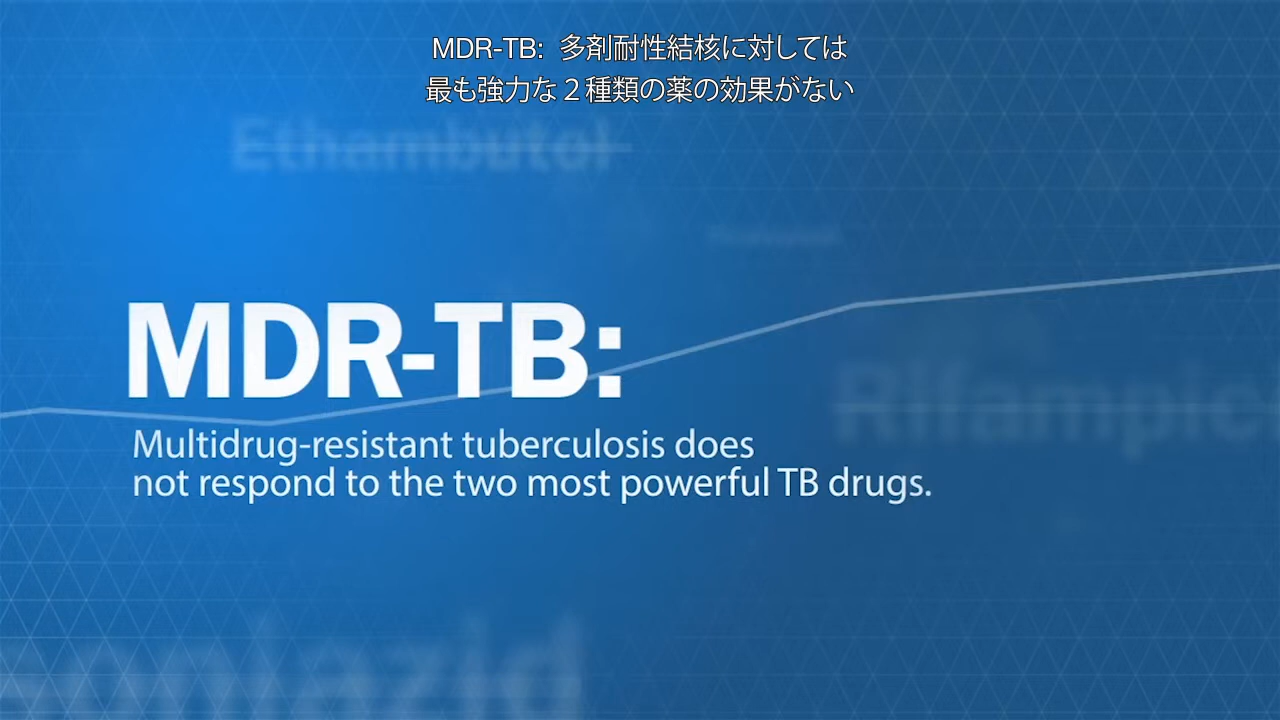 MDR-TB: 多剤耐性結核に対しては
最も強力な２種類の薬の効果がない
Ethambutol
MDR-TB:
Rifampic
Multidrug-resistant tuberculosis does
not respond to the two most powerful TB drugs.
soniazid